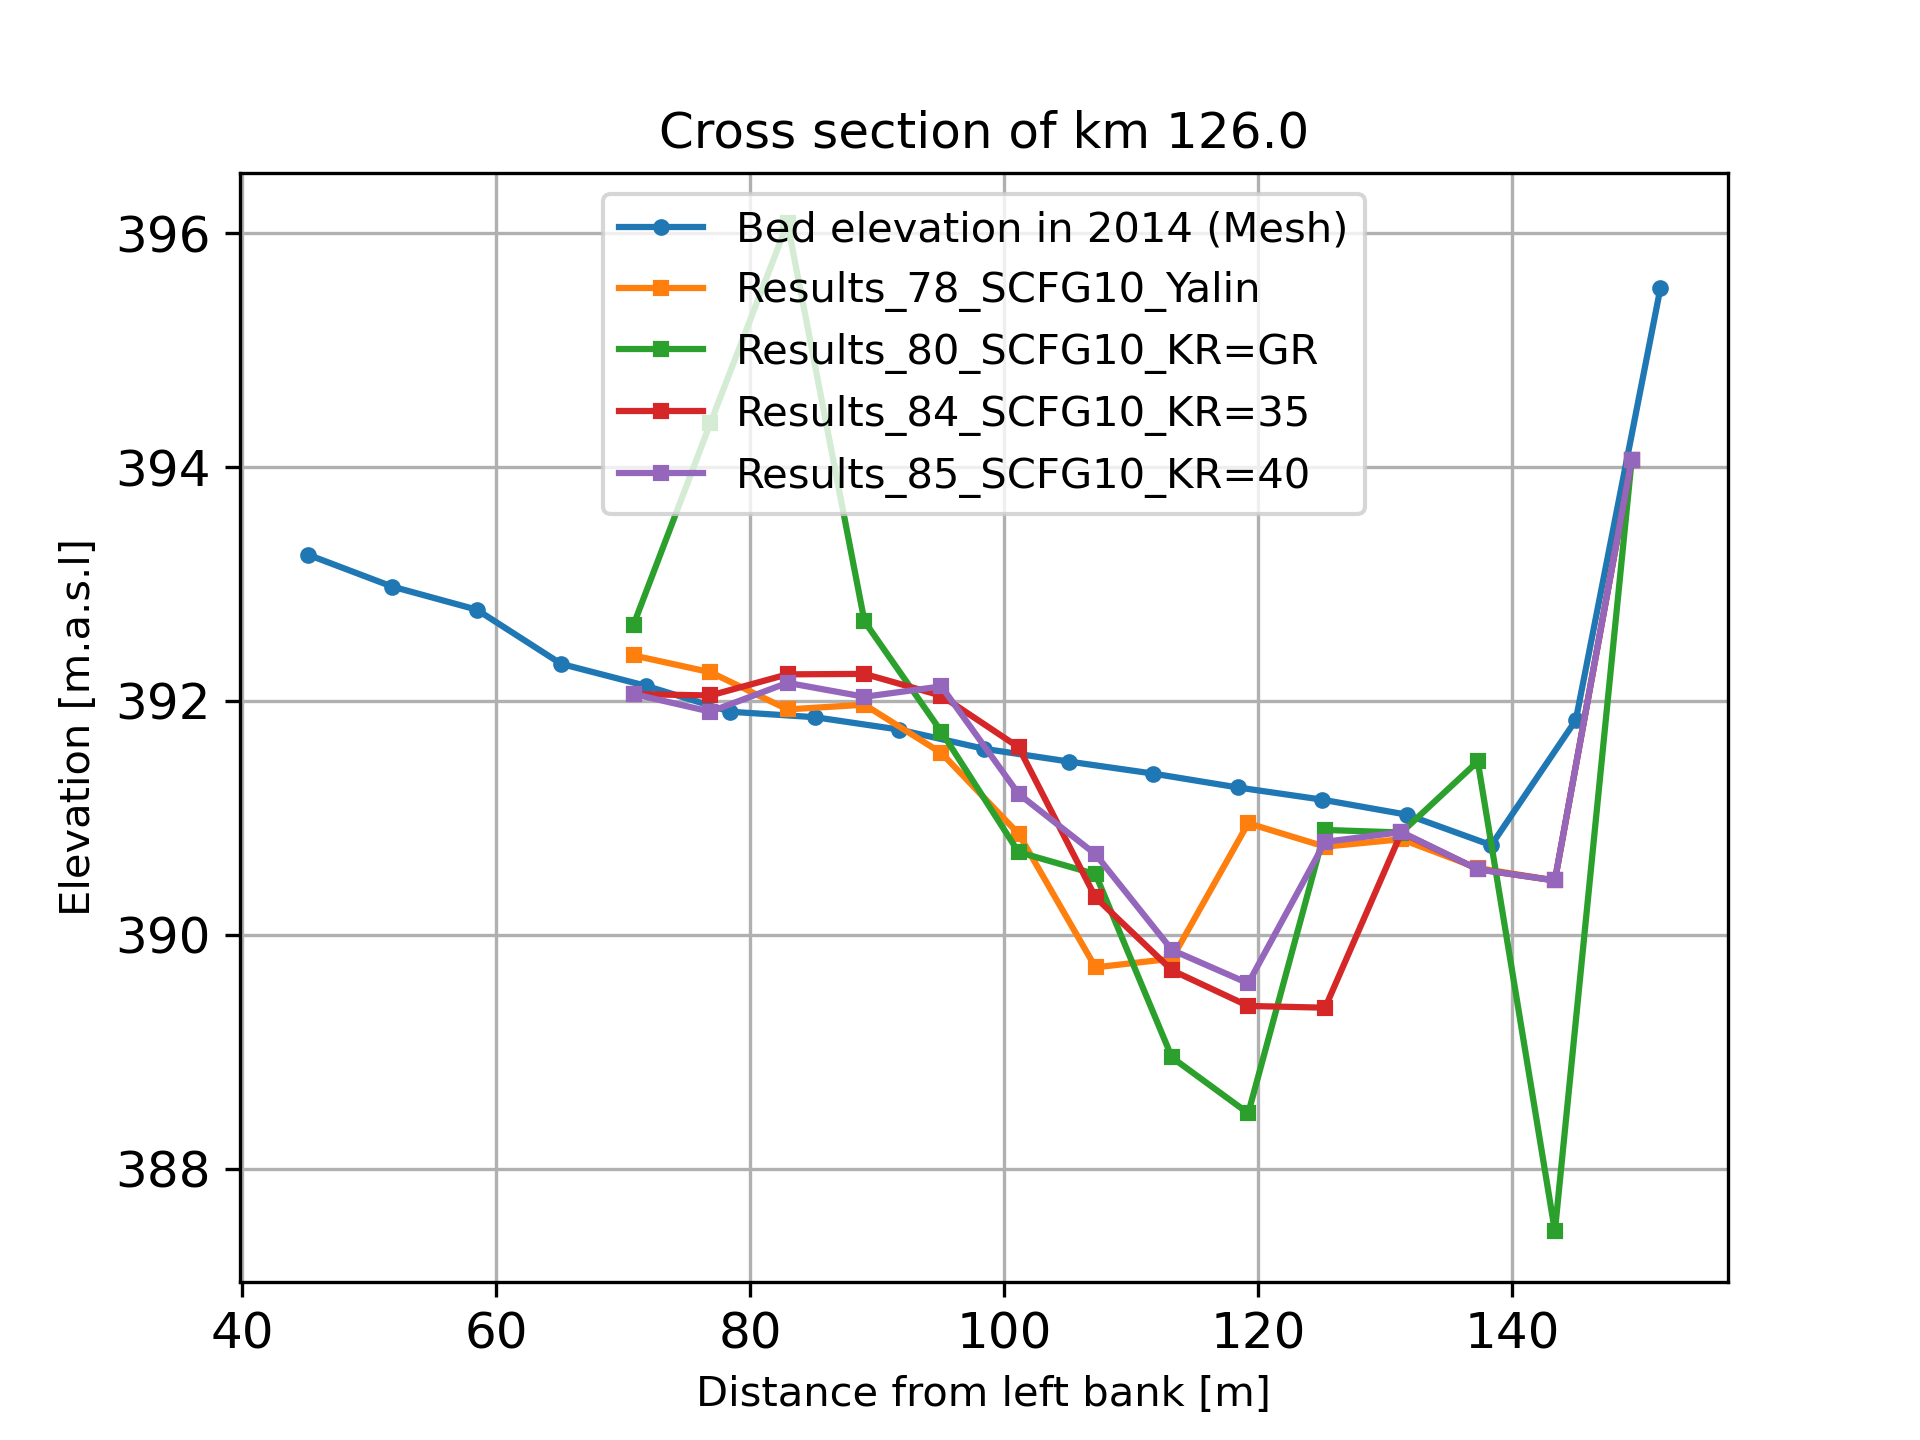 Cross section of km 126.0
Bed elevation in 2014 (Mesh)
Results_78_SCFG10_Yalin
Results_80_SCFG10_KR=GR
Results_84_SCFG10_KR=35
Results_85_SCFG10_KR=40
396
394
392
390
388
Elevation [m.a.s.l]
40 60 80 100 120 140
Distance from left bank [m]